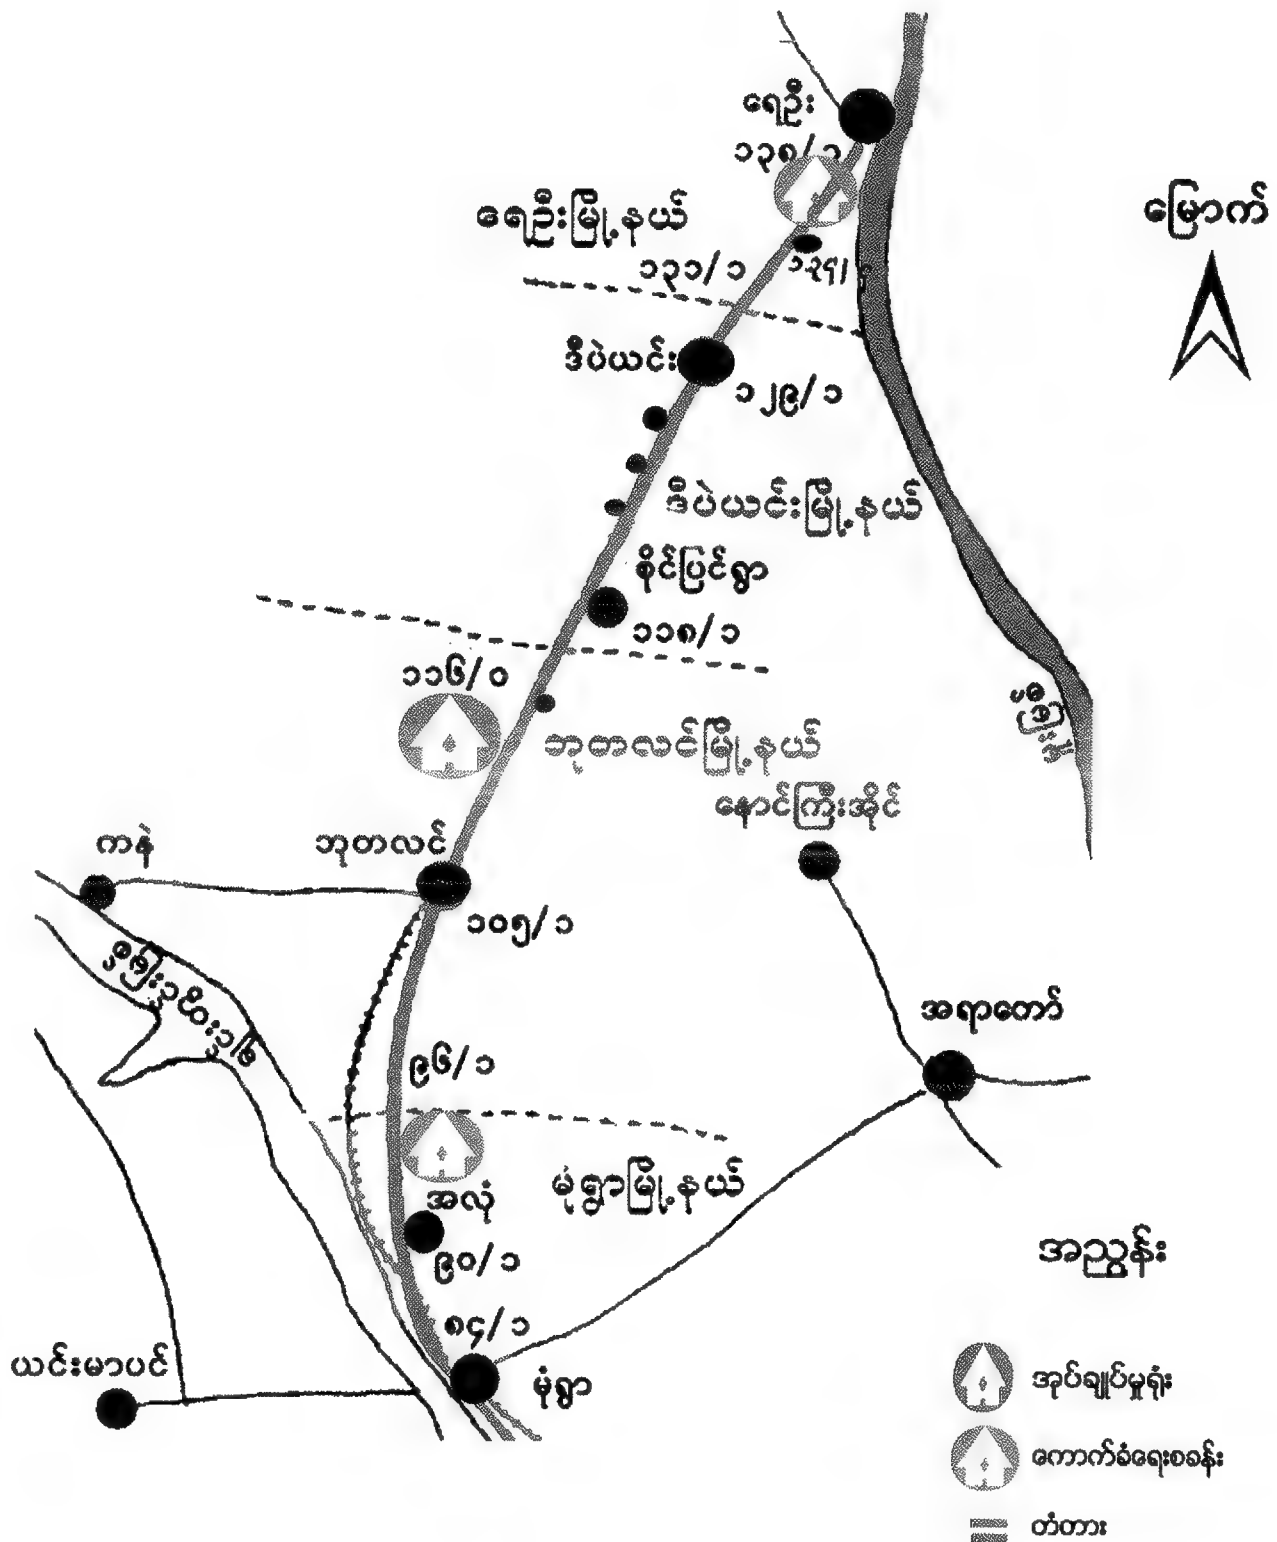 ရေဦး
၁၃၈/၁
မြောက်
ရေဦးမြို့နယ်
၁၃၁/၁
ဒီပဲယင်း
၁၂၉/၁
ဒီပဲယင်းမြို့နယ်
စိုင်ပြင်ရွာ
၁၁၈/၁
၁၁၆/၀
ဘုတလင်မြို့နယ်
နောင်ကြီးအိုင်
ကနဲ
ဘုတလင်
၁၀၅/၁
အရာတော်
၉၆/၁
မုံရွာမြို့နယ်
အလုံ
၉၀/၁
အညွှန်း
၈၄/၁
ယင်းမာပင်
မုံရွာ
အုပ်ချုပ်မှုရုံး
ကောက်ခံရေးစခန်း
တံတား